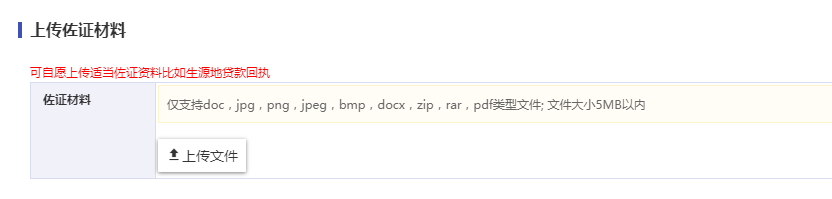 上传佐证材料
可自愿上传适当佐证资料比如生源地贷款回执
佐证材料
仅支持doc，jpg，png，jpeg，bmp，docx，zip，rar，pdf类型文件; 文件大小5MB以内
上传文件